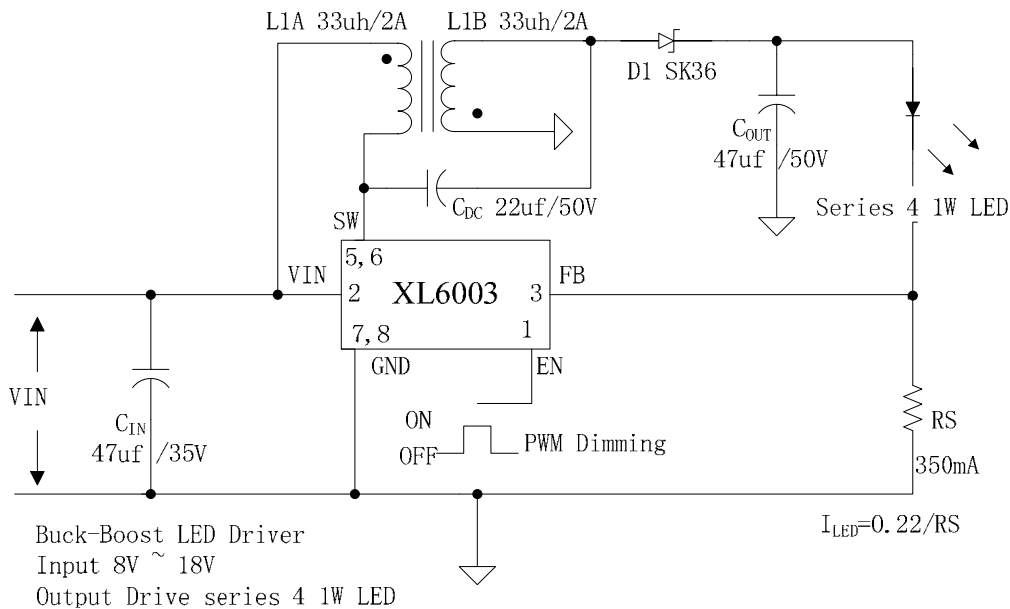 L1A 33uh/2A
L1B 33uh/2A
D1 SK36
COUT
47uf /50V
CDC 22uf/50V
Series 4 1W LED
SW
5,6
VIN
FB
2
XL6003
3
1
7,8
GND
EN
VIN
CIN
47uf /35V
ON
OFF
PWM Dimming
RS
350mA
ILED=0.22/RS
Buck-Boost LED Driver
Input 8V ~ 18V
Output Drive series 4 1W LED